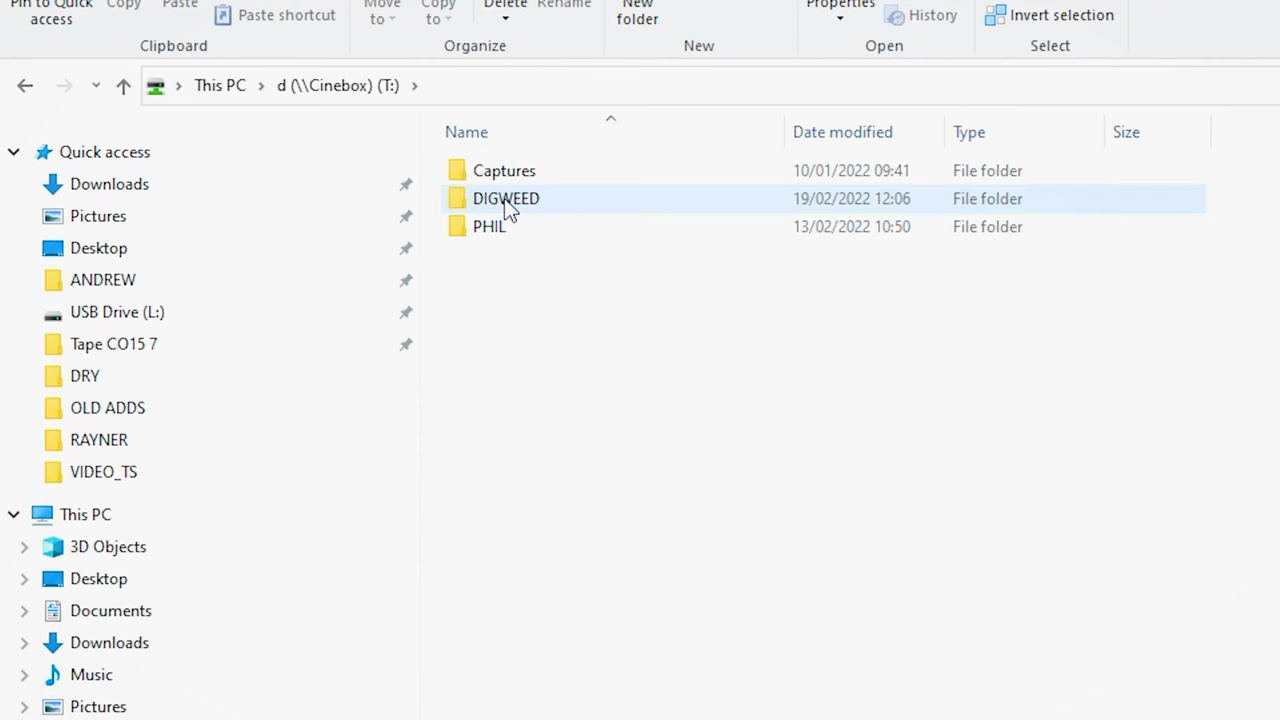 Pin to Quick access
Copy
Paste
Paste shortcut
Move to
Copy to
Delete
Rename
New folder
Properties
History
Invert selection
Clipboard
Organize
New
Open
Select
This PC
d (\\Cinebox) (T:)
Name
Date modified
Type
Size
Quick access
Downloads
Pictures
Desktop
ANDREW
USB Drive (L:)
Tape CO15 7
DRY
OLD ADDS
RAYNER
VIDEO_TS
This PC
3D Objects
Desktop
Documents
Downloads
Music
Pictures
Captures 10/01/2022 09:41 File folder
DIGWEED 19/02/2022 12:06 File folder
PHIL 13/02/2022 10:50 File folder